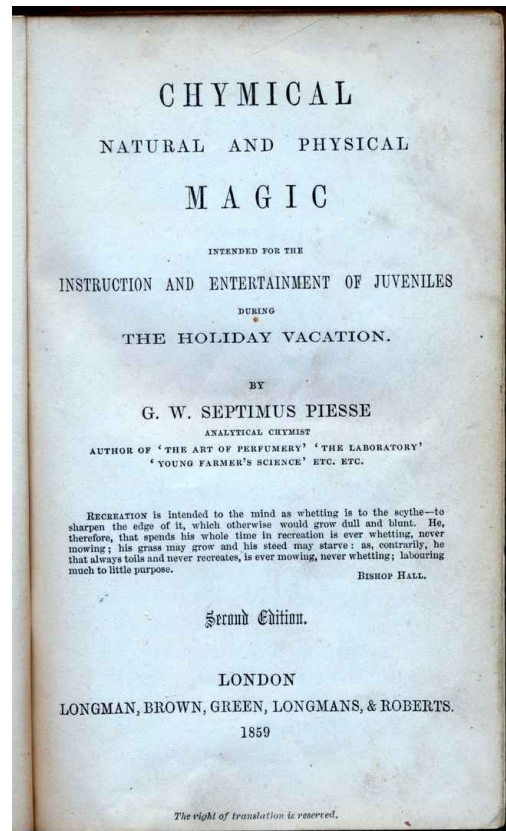 CHYMICAL
NATURAL AND PHYSICAL
MAGIC
INTENDED FOR THE
INSTRUCTION AND ENTERTAINMENT OF JUVENILES
DURING
THE HOLIDAY VACATION.
BY
G. W. SEPTIMUS PIESSE
ANALYTICAL CHYMIST
AUTHOR OF ‘THE ART OF PERFUMERY’ ‘THE LABORATORY’
‘YOUNG FARMER’S SCIENCE’ ETC. ETC.
RECREATION is intended to the mind as whetting is to the scythe—to
sharpen the edge of it, which otherwise would grow dull and blunt. He,
therefore, that spends his whole time in recreation is ever whetting, never
mowing; his grass may grow and his steed may starve: as, contrarily, he
that always toils and never recreates, is ever mowing, never whetting; labouring
much to little purpose.
BISHOP HALL.
Second Edition.
LONDON
LONGMAN, BROWN, GREEN, LONGMANS, & ROBERTS.
1859
The right of translation is reserved.